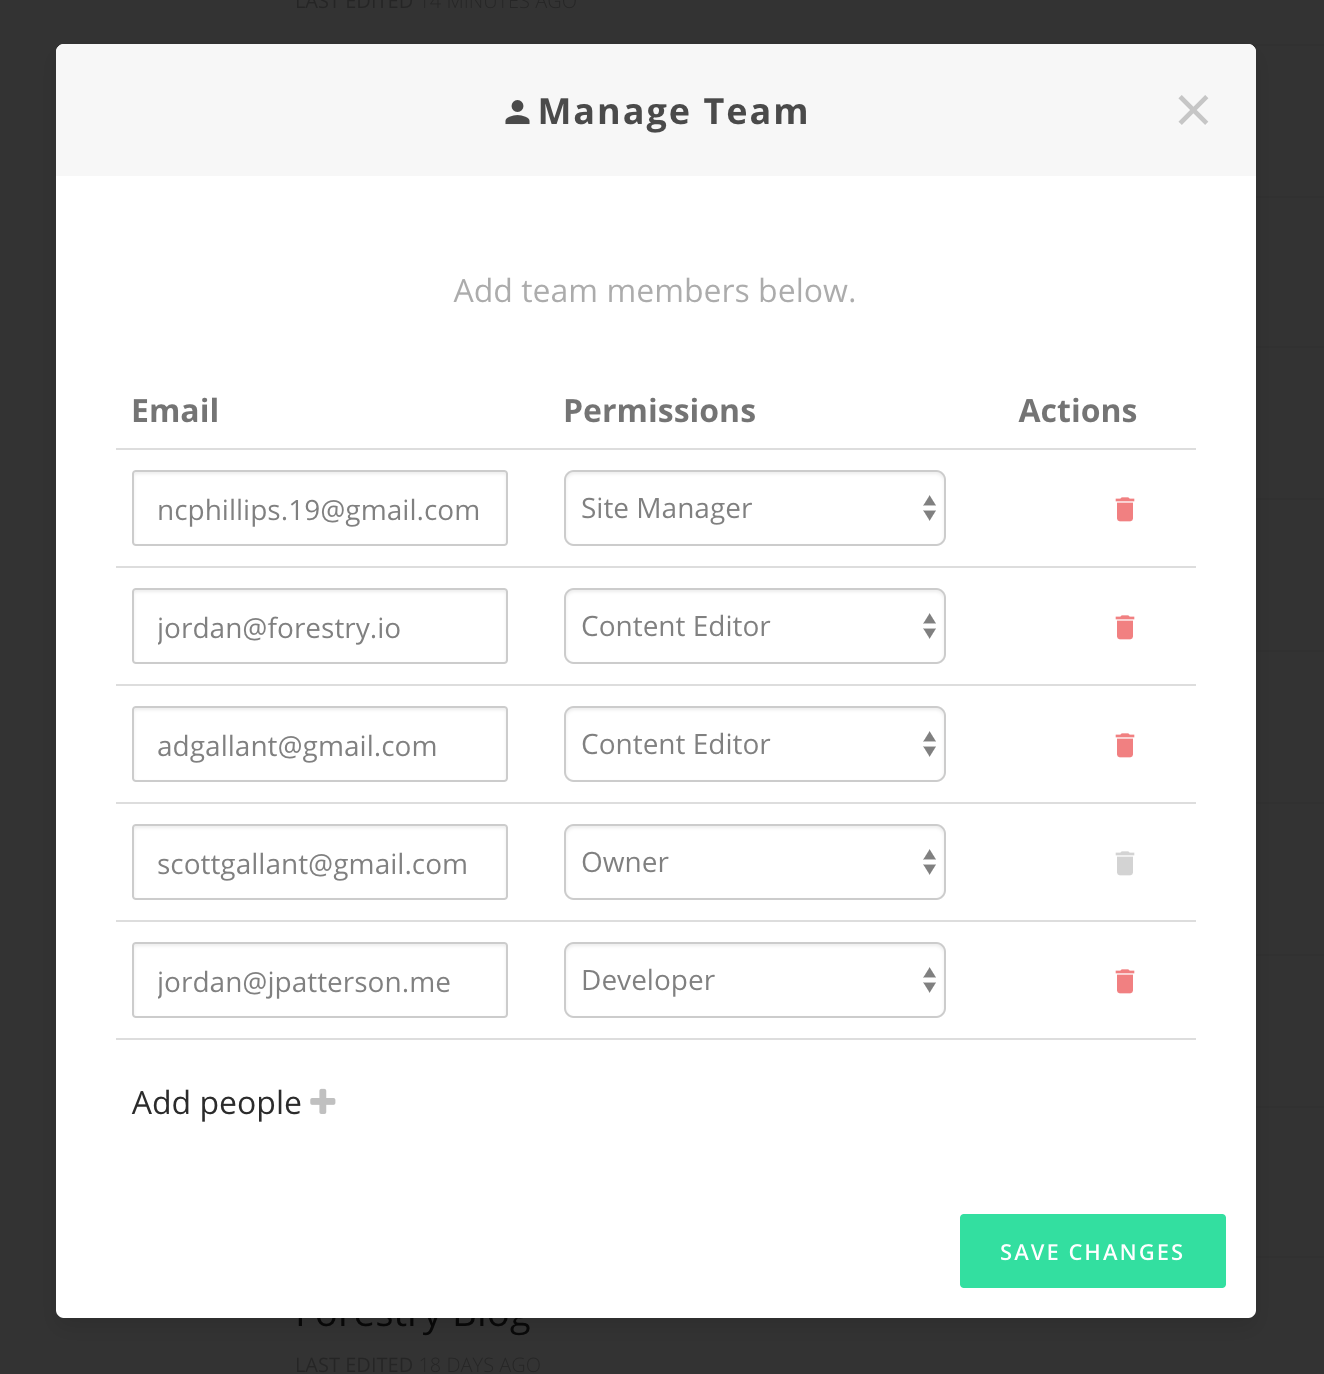 LAST EDITED 14 MINUTES AGO
Manage Team
Add team members below.
Email Permissions Actions
ncphillips.19@gmail.com Site Manager
jordan@forestry.io Content Editor
adgallant@gmail.com Content Editor
scottgallant@gmail.com Owner
jordan@jpatterson.me Developer
Add people
SAVE CHANGES
Forestry Blog
LAST EDITED 18 DAYS AGO